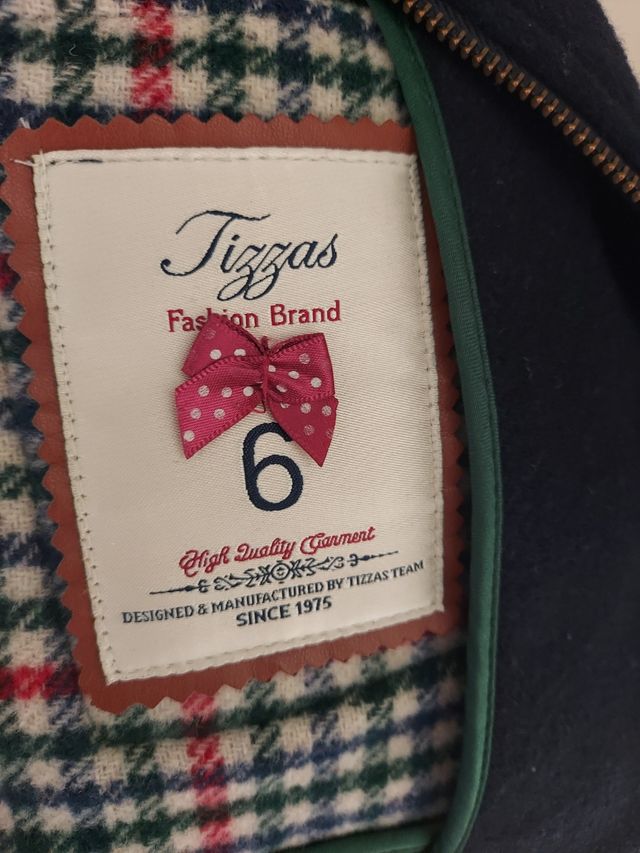 Tizzas
Fashion Brand
6
High Quality Garment
DESIGNED & MANUFACTURED BY TIZZAS TEAM
SINCE 1975